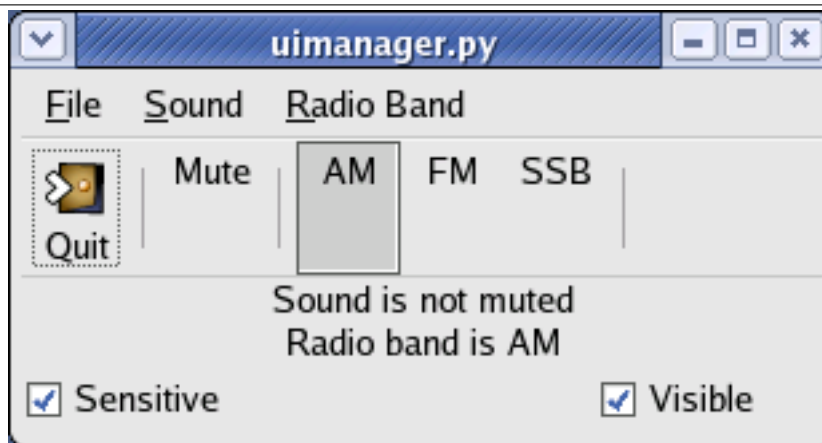 uimanager.py
File Sound Radio Band
Mute AM FM SSB
Quit
Sound is not muted
Radio band is AM
Sensitive Visible